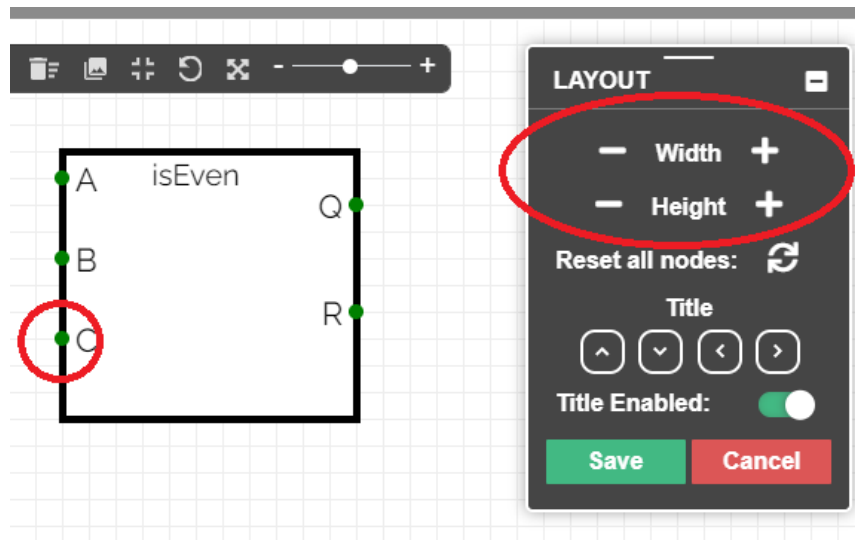 LAYOUT
Width
Height
Reset all nodes:
Title
Title Enabled:
Save Cancel
isEven
A
B
C
Q
R